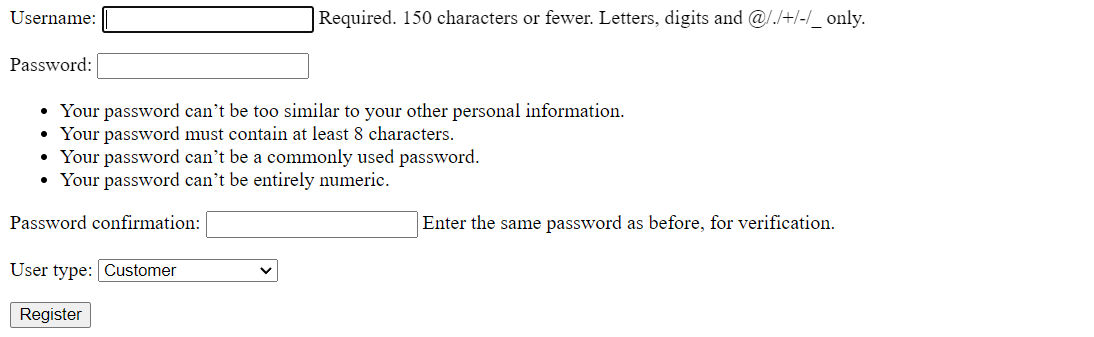 Username: Required. 150 characters or fewer. Letters, digits and @/./+/-/_ only.
Password:
• Your password can’t be too similar to your other personal information.
• Your password must contain at least 8 characters.
• Your password can’t be a commonly used password.
• Your password can’t be entirely numeric.
Password confirmation: Enter the same password as before, for verification.
User type: Customer
Register